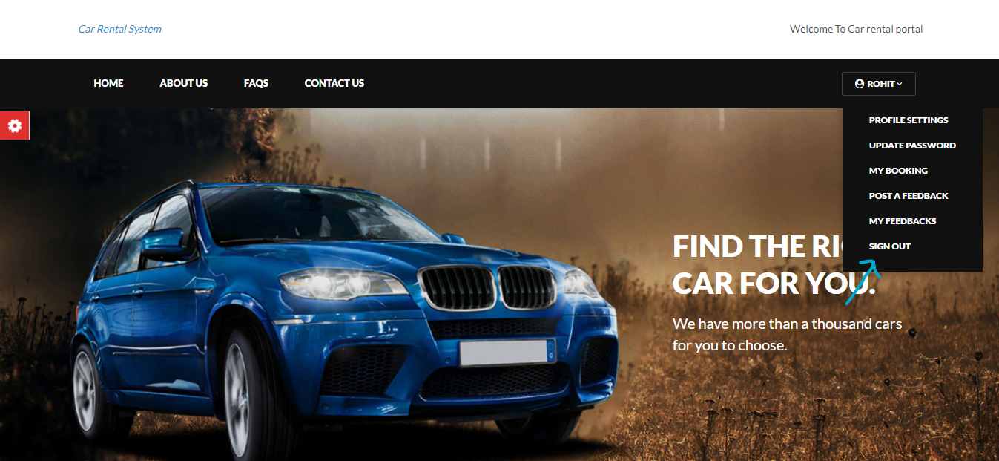 Car Rental System
Welcome To Car rental portal
HOME
ABOUT US
FAQS
CONTACT US
ROHIT
PROFILE SETTINGS
UPDATE PASSWORD
MY BOOKING
POST A FEEDBACK
MY FEEDBACKS
SIGN OUT
FIND THE RI
CAR FOR YOU.
We have more than a thousand cars
for you to choose.